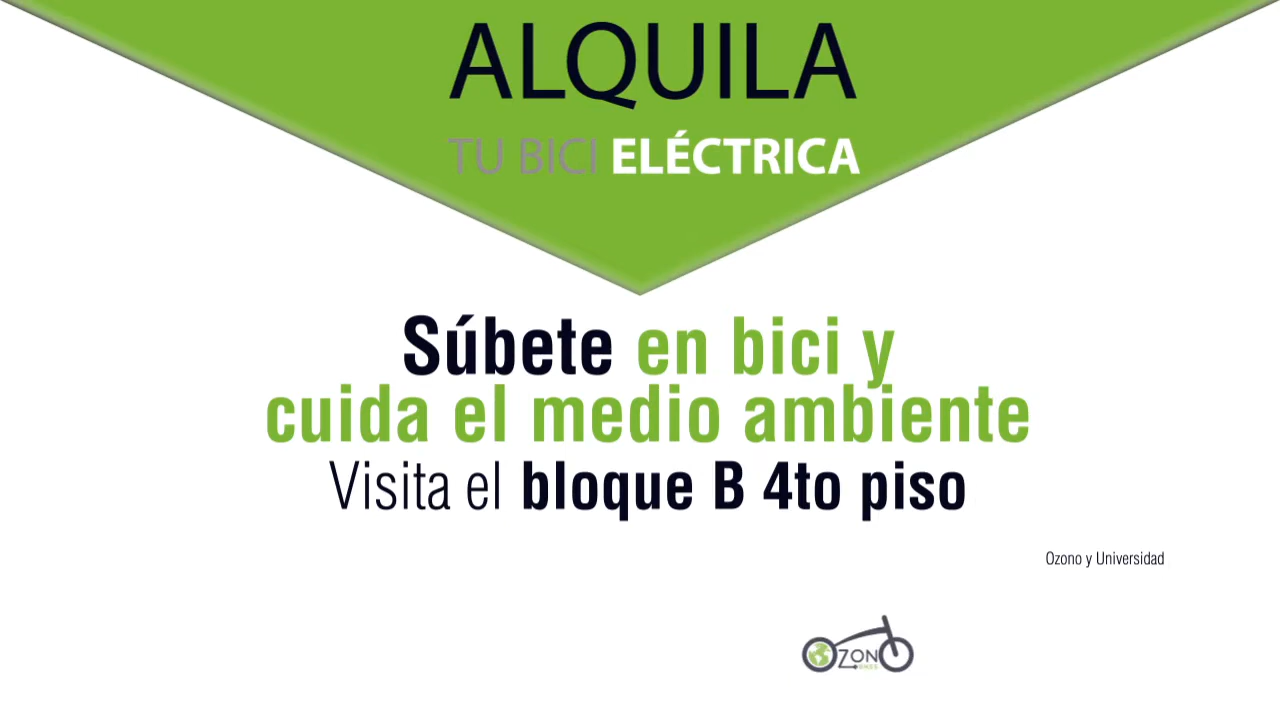 ALQUILA
TU BICI ELÉCTRICA
Súbete en bici y
cuida el medio ambiente
Visita el bloque B 4to piso
Ozono y Universidad
OZONO
BIKES